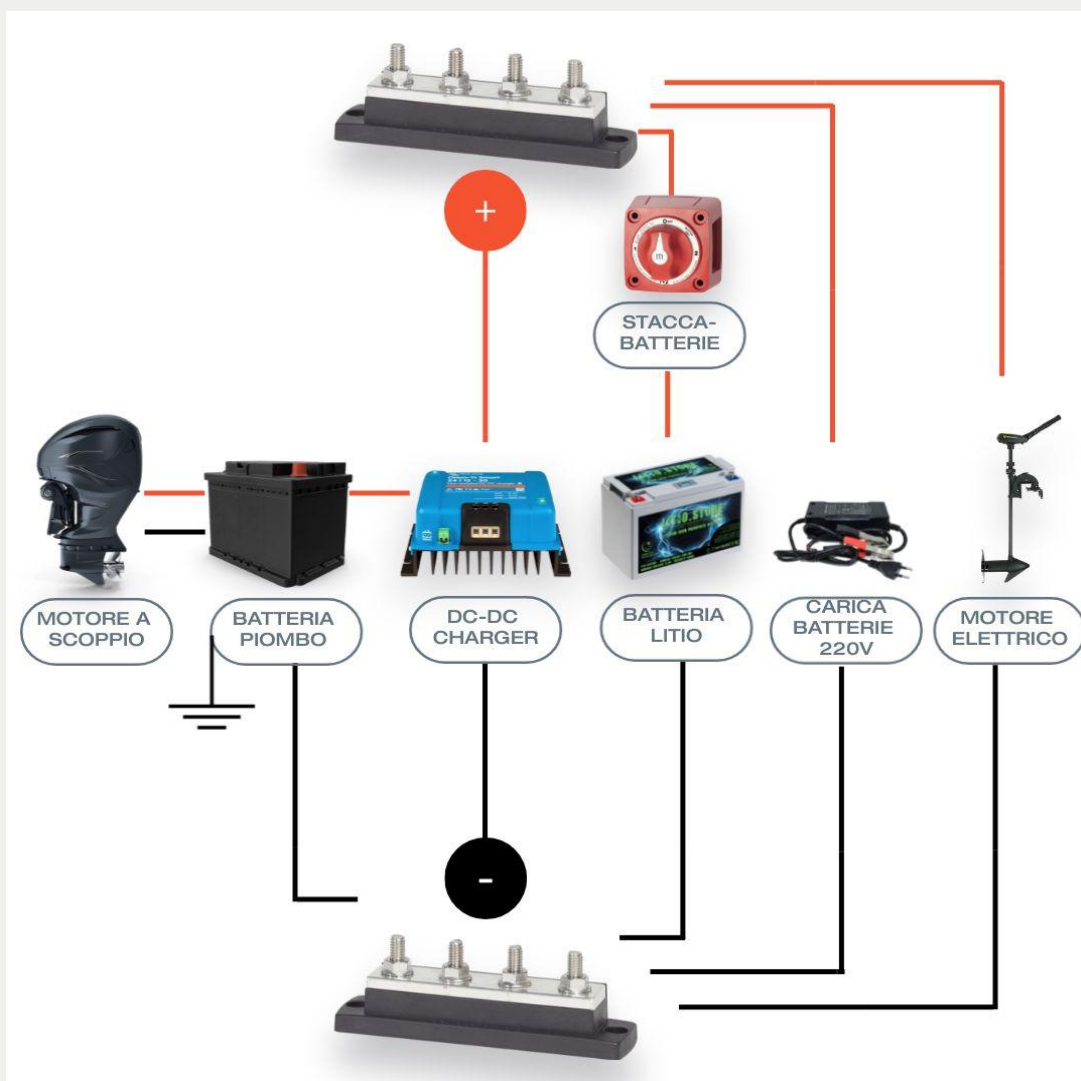 +
STACCA-
BATTERIE
MOTORE A
SCOPPIO
BATTERIA
PIOMBO
DC-DC
CHARGER
BATTERIA
LITIO
CARICA
BATTERIE
220V
MOTORE
ELETTRICO
-